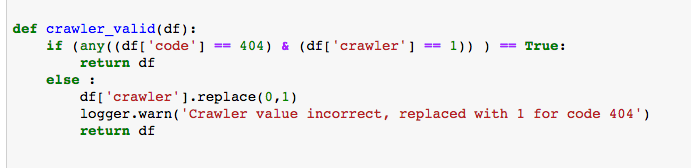 def crawler_valid(df):
    if (any((df['code'] == 404) & (df['crawler'] == 1)) ) == True:
        return df
    else :
        df['crawler'].replace(0,1)
        logger.warn('Crawler value incorrect, replaced with 1 for code 404')
        return df